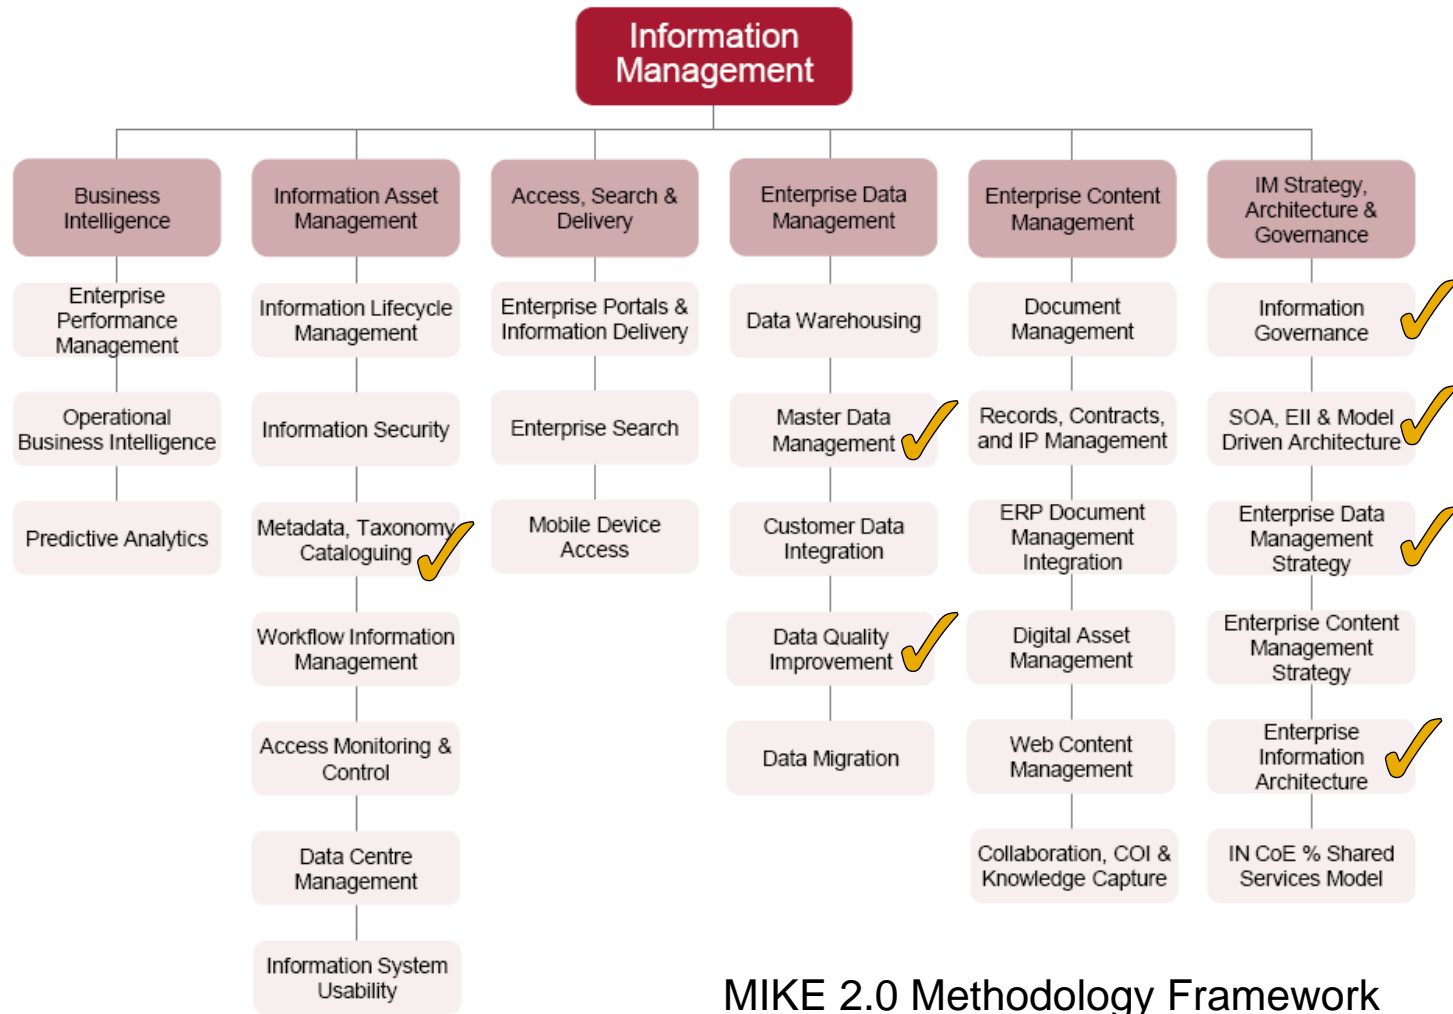 Information
Management
Business
Intelligence
Enterprise
Performance
Management
Operational
Business Intelligence
Predictive Analytics
Information Asset
Management
Information Lifecycle
Management
Information Security
Metadata, Taxonomy
Cataloguing
Workflow Information
Management
Access Monitoring &
Control
Data Centre
Management
Information System
Usability
Access, Search &
Delivery
Enterprise Portals &
Information Delivery
Enterprise Search
Mobile Device
Access
Enterprise Data
Management
Data Warehousing
Master Data
Management
Customer Data
Integration
Data Quality
Improvement
Data Migration
Enterprise Content
Management
Document
Management
Records, Contracts,
and IP Management
ERP Document
Management
Integration
Digital Asset
Management
Web Content
Management
Collaboration, COI &
Knowledge Capture
IM Strategy,
Architecture &
Governance
Information
Governance
SOA, EII & Model
Driven Architecture
Enterprise Data
Management
Strategy
Enterprise Content
Management
Strategy
Enterprise
Information
Architecture
IN CoE % Shared
Services Model
MIKE 2.0 Methodology Framework